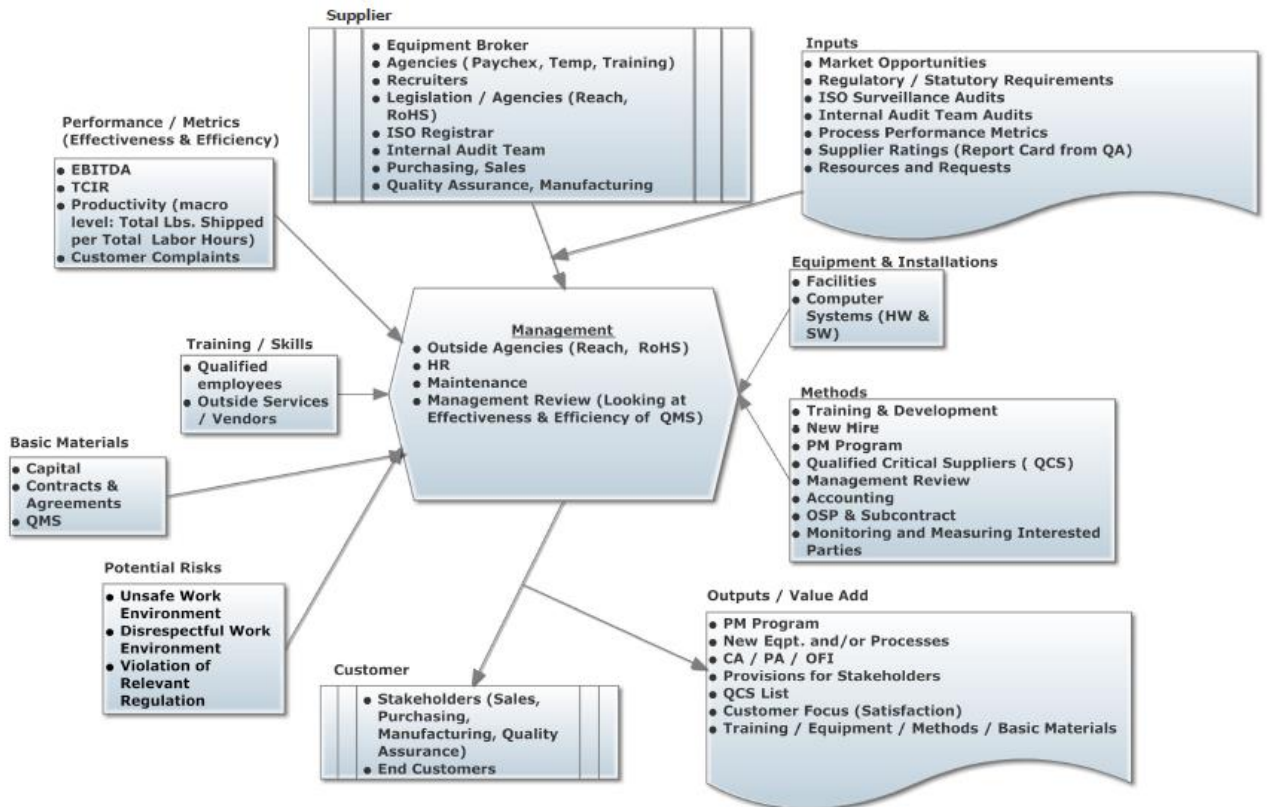 Supplier
• Equipment Broker
• Agencies (Paychex, Temp, Training)
• Recruiters
• Legislation / Agencies (Reach,
RoHS)
• ISO Registrar
• Internal Audit Team
• Purchasing, Sales
• Quality Assurance, Manufacturing
Inputs
• Market Opportunities
• Regulatory / Statutory Requirements
• ISO Surveillance Audits
• Internal Audit Team Audits
• Process Performance Metrics
• Supplier Ratings (Report Card from QA)
• Resources and Requests
Performance / Metrics
(Effectiveness & Efficiency)
• EBITDA
• TCIR
• Productivity (macro
level: Total Lbs. Shipped
per Total Labor Hours)
• Customer Complaints
Equipment & Installations
• Facilities
• Computer
Systems (HW &
SW)
Management
• Outside Agencies (Reach, RoHS)
• HR
• Maintenance
• Management Review (Looking at
Effectiveness & Efficiency of QMS)
Training / Skills
• Qualified
employees
• Outside Services
/ Vendors
Methods
• Training & Development
• New Hire
• PM Program
• Qualified Critical Suppliers ( QCS)
• Management Review
• Accounting
• OSP & Subcontract
• Monitoring and Measuring Interested
Parties
Basic Materials
• Capital
• Contracts &
Agreements
• QMS
Potential Risks
• Unsafe Work
Environment
• Disrespectful Work
Environment
• Violation of
Relevant
Regulation
Outputs / Value Add
• PM Program
• New Eqpt. and/or Processes
• CA / PA / OFI
• Provisions for Stakeholders
• QCS List
• Customer Focus (Satisfaction)
• Training / Equipment / Methods / Basic Materials
Customer
• Stakeholders (Sales,
Purchasing,
Manufacturing, Quality
Assurance)
• End Customers